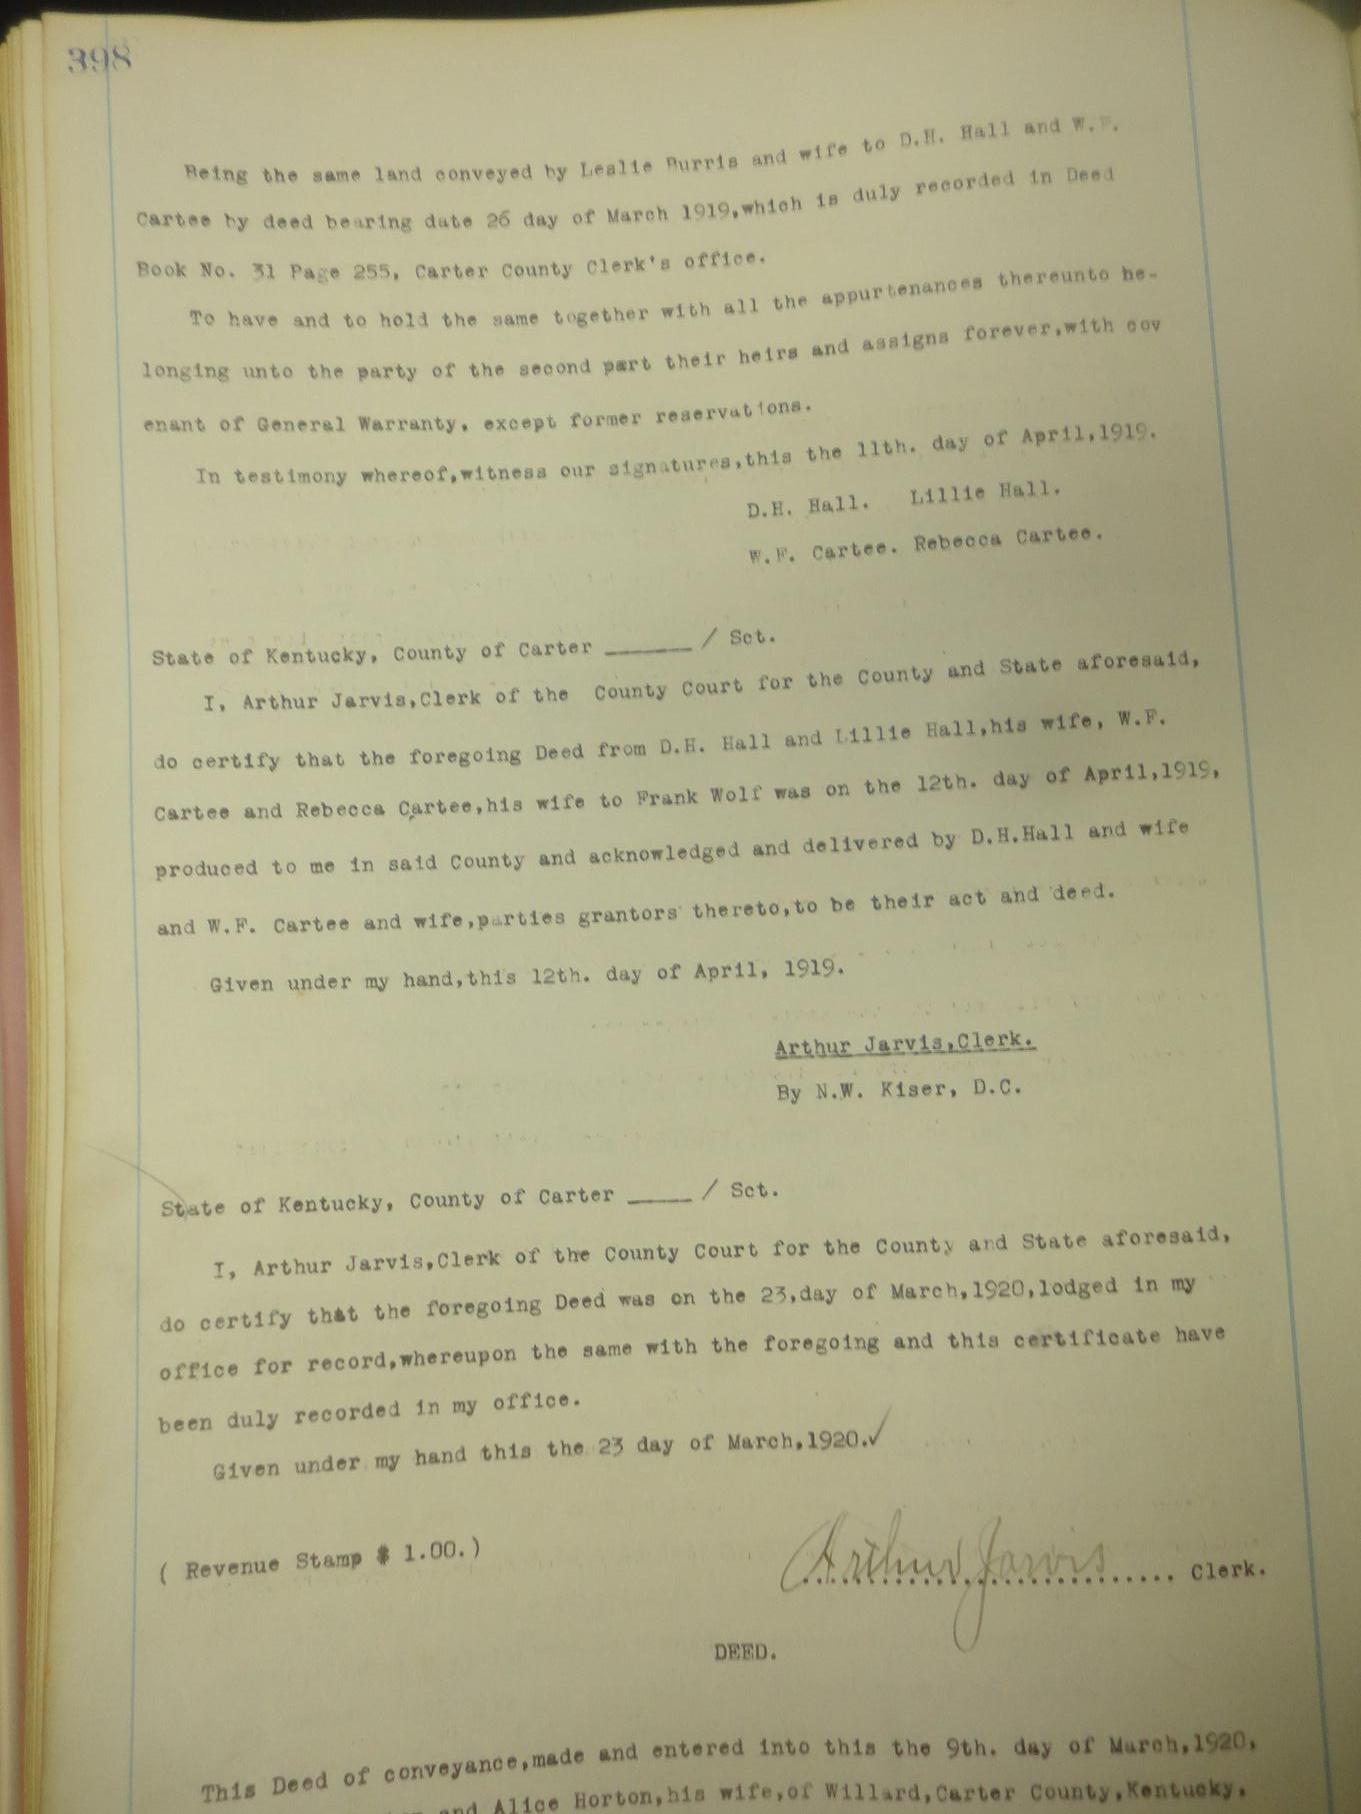 398
Being the same land conveyed by Leslie Burris and wife to D.H. Hall and W.F.
Cartee by deed bearing date 26 day of March 1919,which is duly recorded in Deed
Book No. 31 Page 255, Carter County Clerk's office.
To have and to hold the same together with all the appurtenances thereunto be-
longing unto the party of the second part their heirs and assigns forever,with cov
enant of General Warranty, except former reservations.
In testimony whereof,witness our signatures,this the 11th. day of April,1919.
D.H. Hall. Lillie Hall.
W.F. Cartee. Rebecca Cartee.
State of Kentucky, County of Carter ______ / Sct.
I, Arthur Jarvis,Clerk of the County Court for the County and State aforesaid,
do certify that the foregoing Deed from D.H. Hall and Lillie Hall,his wife, W.F.
Cartee and Rebecca Cartee,his wife to Frank Wolf was on the 12th. day of April,1919,
produced to me in said County and acknowledged and delivered by D.H.Hall and wife
and W.F. Cartee and wife,parties grantors thereto,to be their act and deed.
Given under my hand,this 12th. day of April, 1919.
Arthur Jarvis,Clerk.
By N.W. Kiser, D.C.
State of Kentucky, County of Carter _____ / Sct.
I, Arthur Jarvis,Clerk of the County Court for the County and State aforesaid,
do certify that the foregoing Deed was on the 23,day of March,1920,lodged in my
office for record,whereupon the same with the foregoing and this certificate have
been duly recorded in my office.
Given under my hand this the 23 day of March,1920.✓
( Revenue Stamp $ 1.00.)
Arthur Jarvis Clerk.
DEED.
This Deed of conveyance,made and entered into this the 9th. day of March,1920,
and Alice Horton,his wife,of Willard,Carter County,Kentucky,